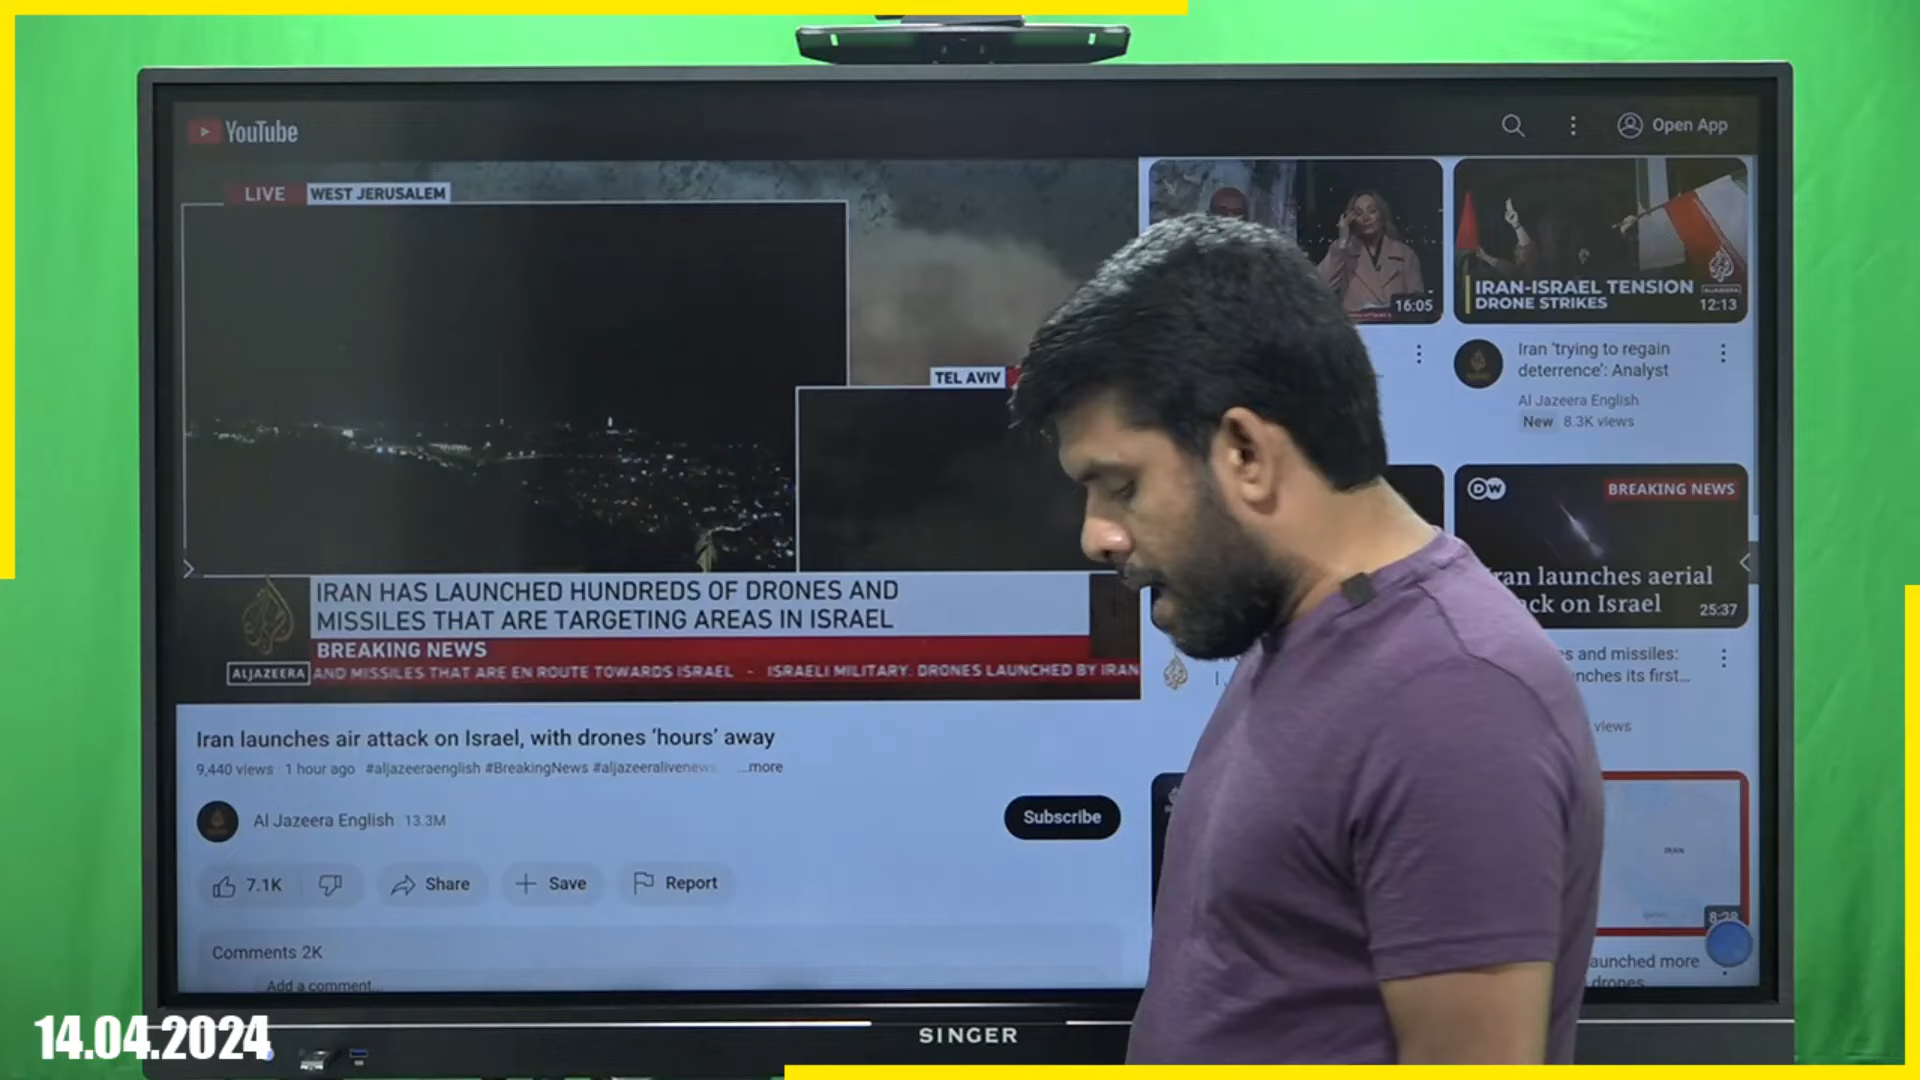 YouTube
Open App
LIVE WEST JERUSALEM
TEL AVIV
IRAN HAS LAUNCHED HUNDREDS OF DRONES AND
MISSILES THAT ARE TARGETING AREAS IN ISRAEL
BREAKING NEWS
ALJAZEERA AND MISSILES THAT ARE EN ROUTE TOWARDS ISRAEL - ISRAELI MILITARY: DRONES LAUNCHED BY IRAN
Iran launches air attack on Israel, with drones ‘hours’ away
9,440 views 1 hour ago #aljazeeraenglish #BreakingNews #aljazeeralivenews ...more
Al Jazeera English 13.3M
Subscribe
7.1K
Share
Save
Report
Comments 2K
Add a comment...
16:05
IRAN-ISRAEL TENSION
DRONE STRIKES
12:13
Iran ‘trying to regain
deterrence’: Analyst
Al Jazeera English
New 8.3K views
DW BREAKING NEWS
ran launches aerial
ck on Israel
25:37
s and missiles:
nches its first...
views
IRAN
8:28
aunched more
drones
SINGER
14.04.2024